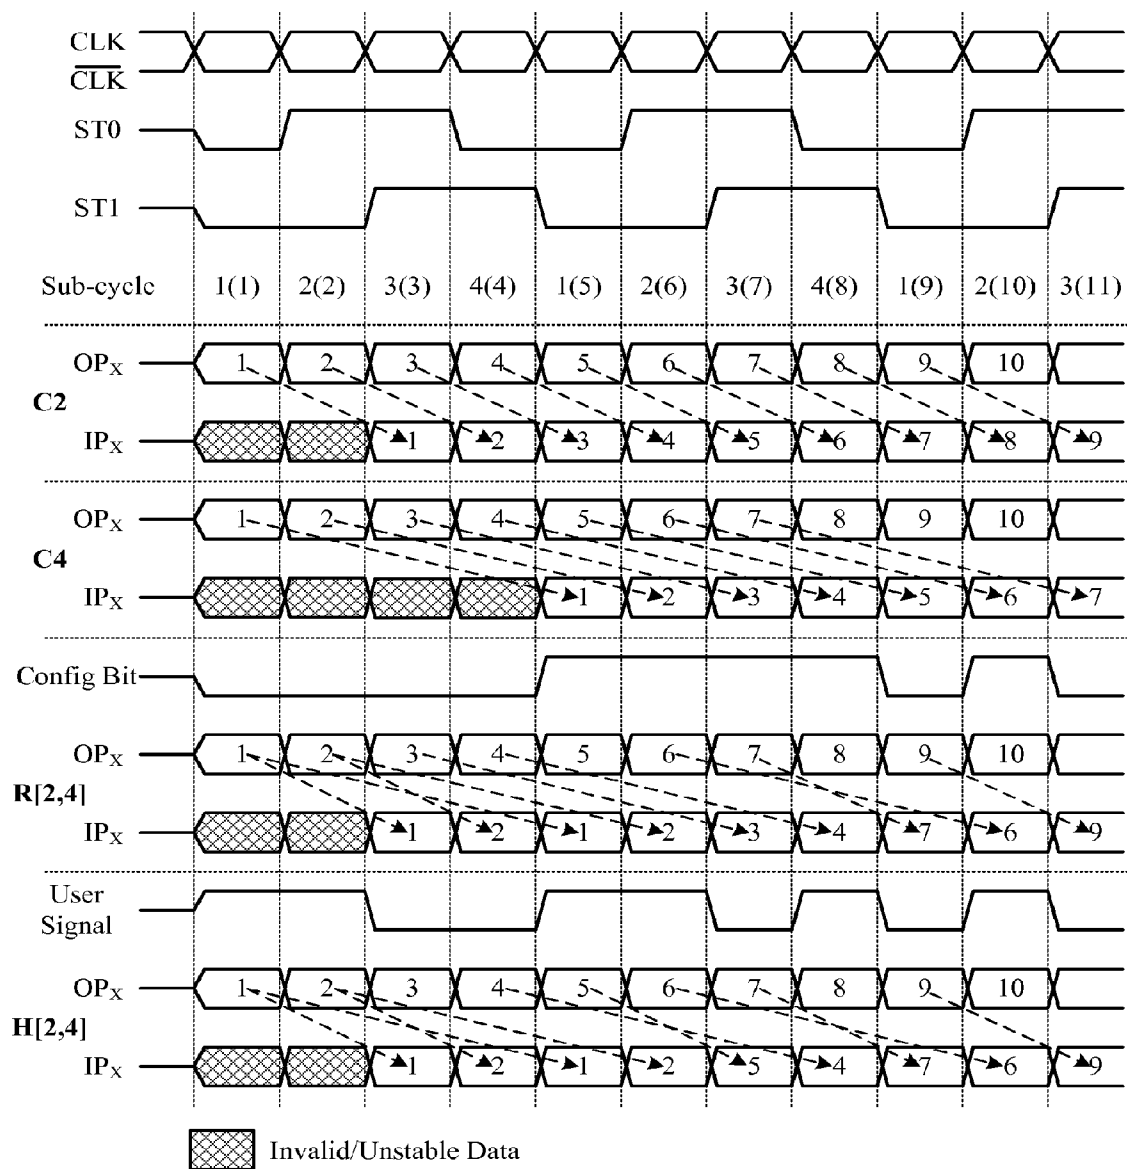 CLK
CLK
ST0
ST1
Sub-cycle 1(1) 2(2) 3(3) 4(4) 1(5) 2(6) 3(7) 4(8) 1(9) 2(10) 3(11)
OPX 1 2 3 4 5 6 7 8 9 10
C2
IPX 1 2 3 4 5 6 7 8 9
OPX 1 2 3 4 5 6 7 8 9 10
C4
IPX 1 2 3 4 5 6 7
Config Bit
OPX 1 2 3 4 5 6 7 8 9 10
R[2,4]
IPX 1 2 1 2 3 4 7 6 9
User
Signal
OPX 1 2 3 4 5 6 7 8 9 10
H[2,4]
IPX 1 2 1 2 5 4 7 6 9
Invalid/Unstable Data